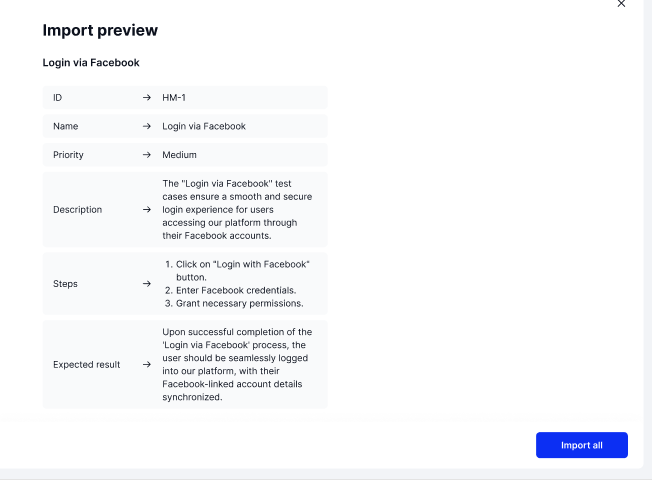 Import preview
Login via Facebook
ID → HM-1
Name → Login via Facebook
Priority → Medium
Description → The "Login via Facebook" test
cases ensure a smooth and secure
login experience for users
accessing our platform through
their Facebook accounts.
Steps → 1. Click on "Login with Facebook"
button.
2. Enter Facebook credentials.
3. Grant necessary permissions.
Expected result → Upon successful completion of the
'Login via Facebook' process, the
user should be seamlessly logged
into our platform, with their
Facebook-linked account details
synchronized.
Import all